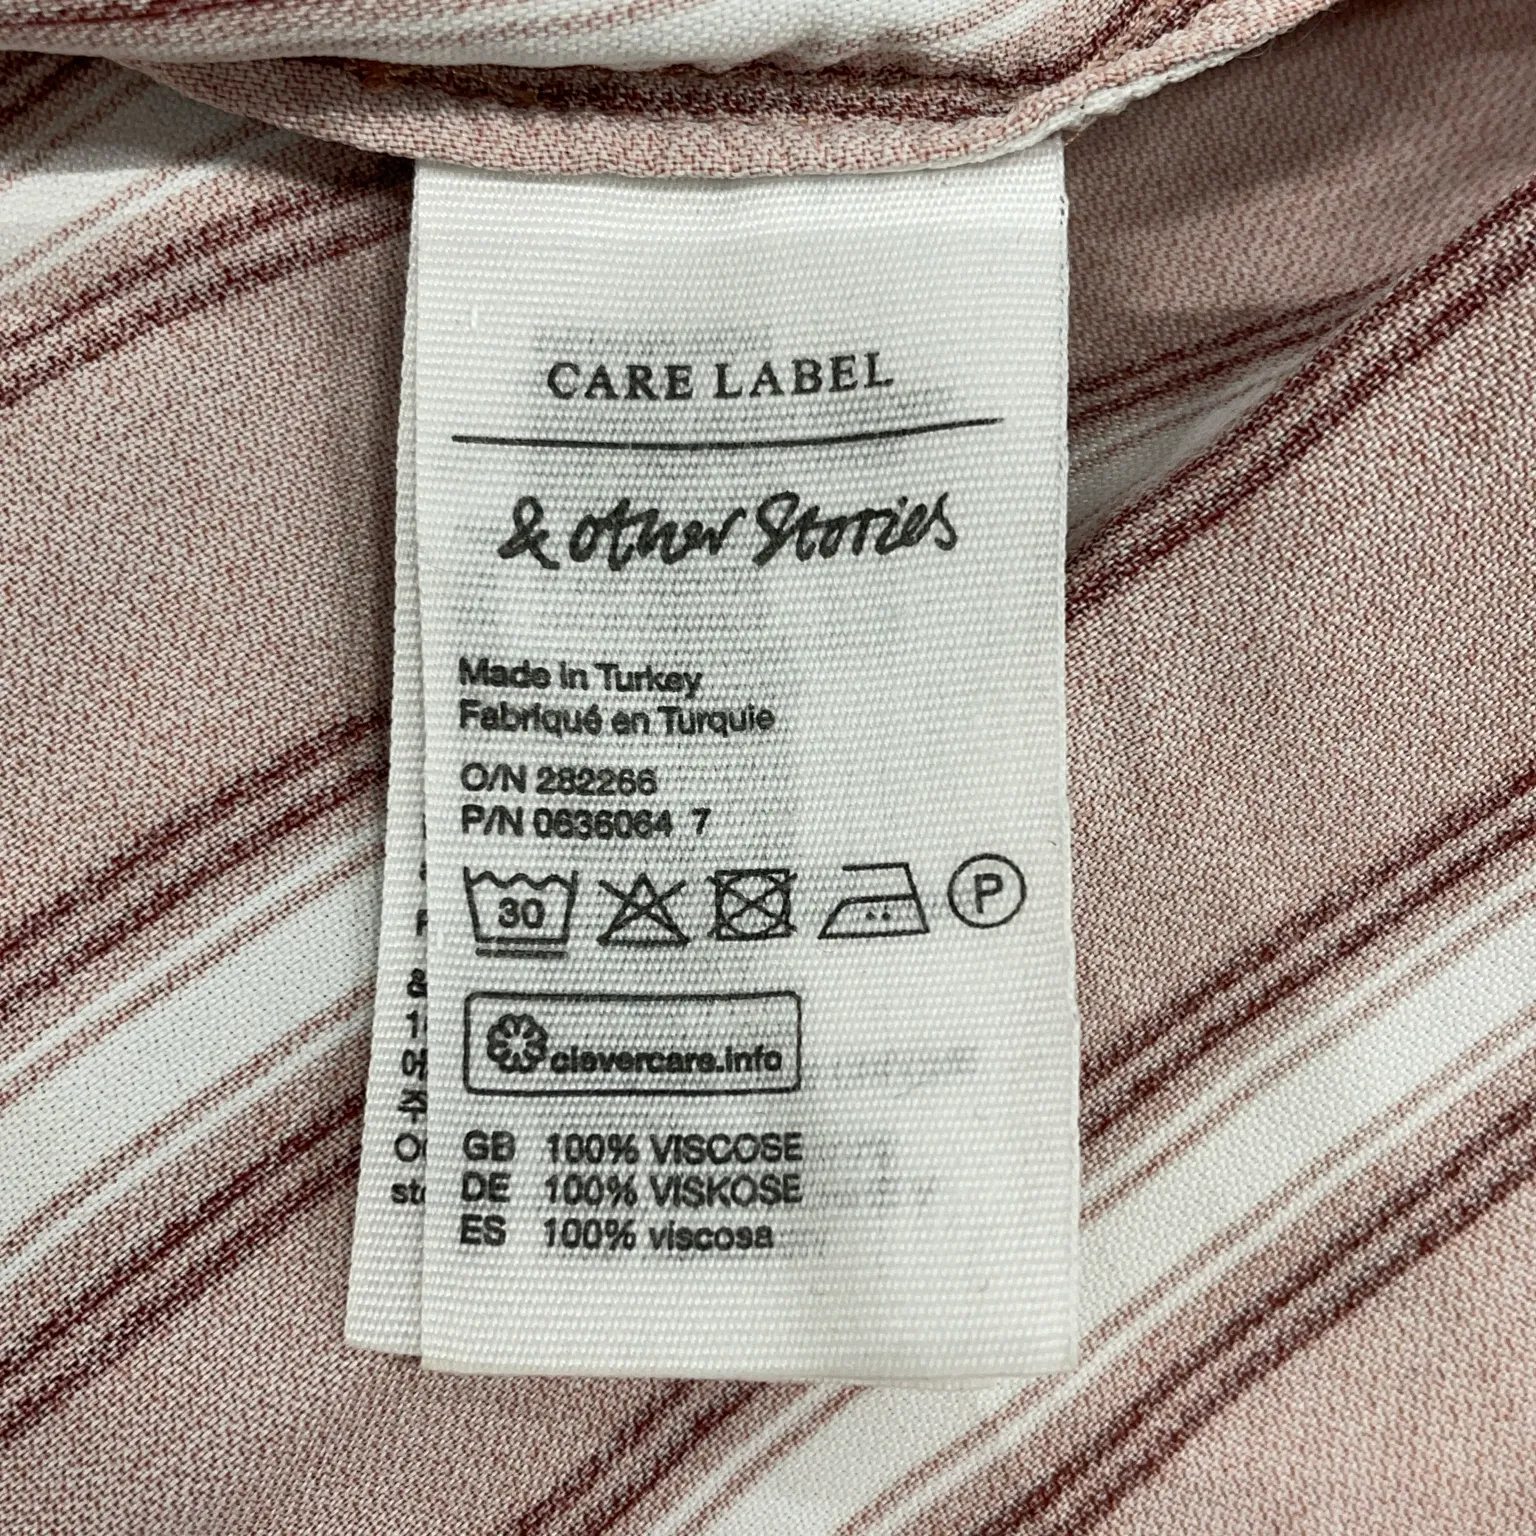 CARE LABEL
& other Stories
Made in Turkey
Fabriqué en Turquie
O/N 282266
P/N 0636064 7
30
P
clevercare.info
GB 100% VISCOSE
DE 100% VISKOSE
ES 100% viscosa